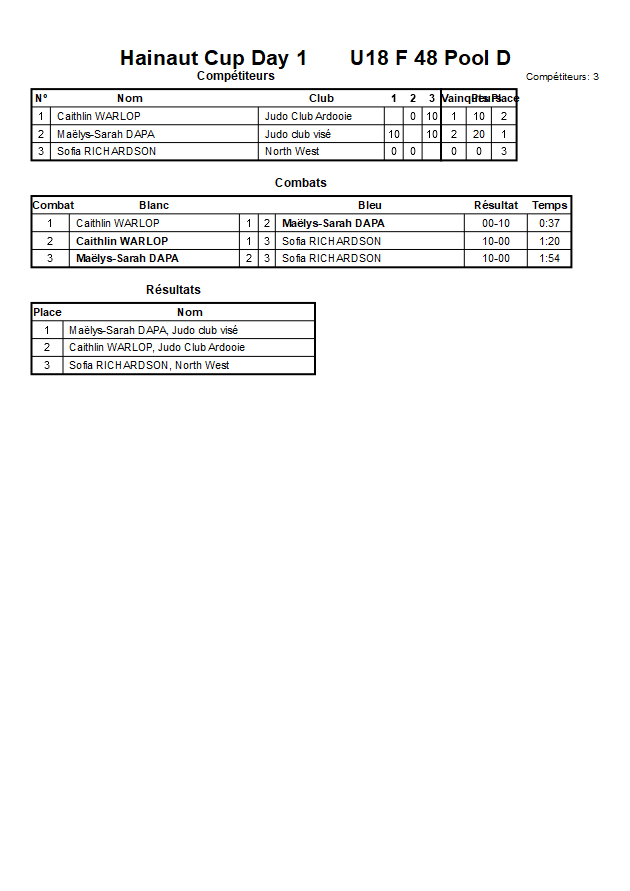 Hainaut Cup Day 1 U18 F 48 Pool D
Compétiteurs Compétiteurs: 3
Nº Nom Club 1 2 3 Vainqueurs Pts Place
1 Caithlin WARLOP Judo Club Ardooie 0 10 1 10 2
2 Maëlys-Sarah DAPA Judo club visé 10 10 2 20 1
3 Sofia RICHARDSON North West 0 0 0 0 3
Combats
Combat Blanc Bleu Résultat Temps
1 Caithlin WARLOP 1 2 Maëlys-Sarah DAPA 00-10 0:37
2 Caithlin WARLOP 1 3 Sofia RICHARDSON 10-00 1:20
3 Maëlys-Sarah DAPA 2 3 Sofia RICHARDSON 10-00 1:54
Résultats
Place Nom
1 Maëlys-Sarah DAPA, Judo club visé
2 Caithlin WARLOP, Judo Club Ardooie
3 Sofia RICHARDSON, North West